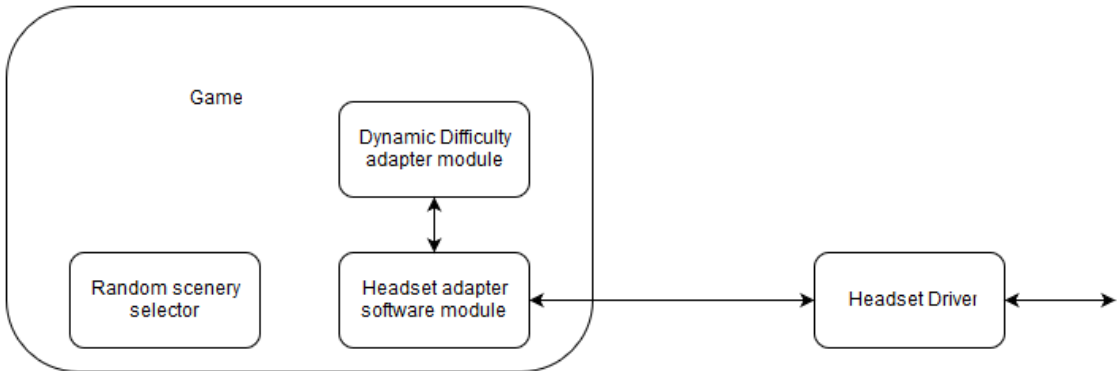 Game
Dynamic Difficulty
adapter module
Random scenery
selector
Headset adapter
software module
Headset Driver